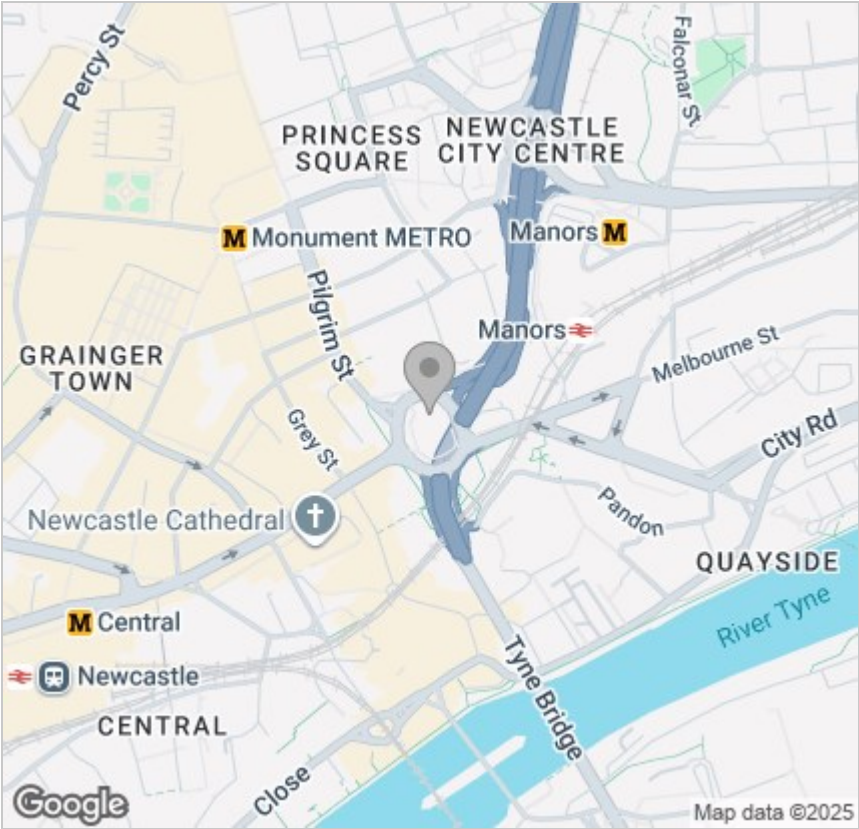 Percy St
Falconar St
PRINCESS
SQUARE
NEWCASTLE
CITY CENTRE
M Monument METRO
Manors M
Pilgrim St
Manors
GRAINGER
TOWN
Melbourne St
Grey St
City Rd
Newcastle Cathedral
Pandon
QUAYSIDE
River Tyne
M Central
Newcastle
Tyne Bridge
CENTRAL
Close
Google
Map data ©2025